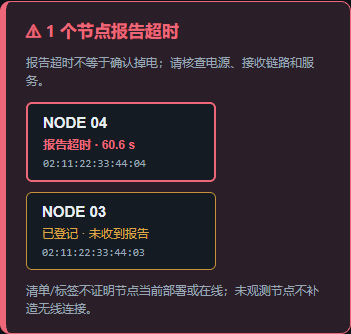 ⚠ 1 个节点报告超时
报告超时不等于确认掉电；请核查电源、接收链路和服
务。
NODE 04
报告超时 · 60.6 s
02:11:22:33:44:04
NODE 03
已登记 · 未收到报告
02:11:22:33:44:03
清单/标签不证明节点当前部署或在线；未观测节点不补
造无线连接。